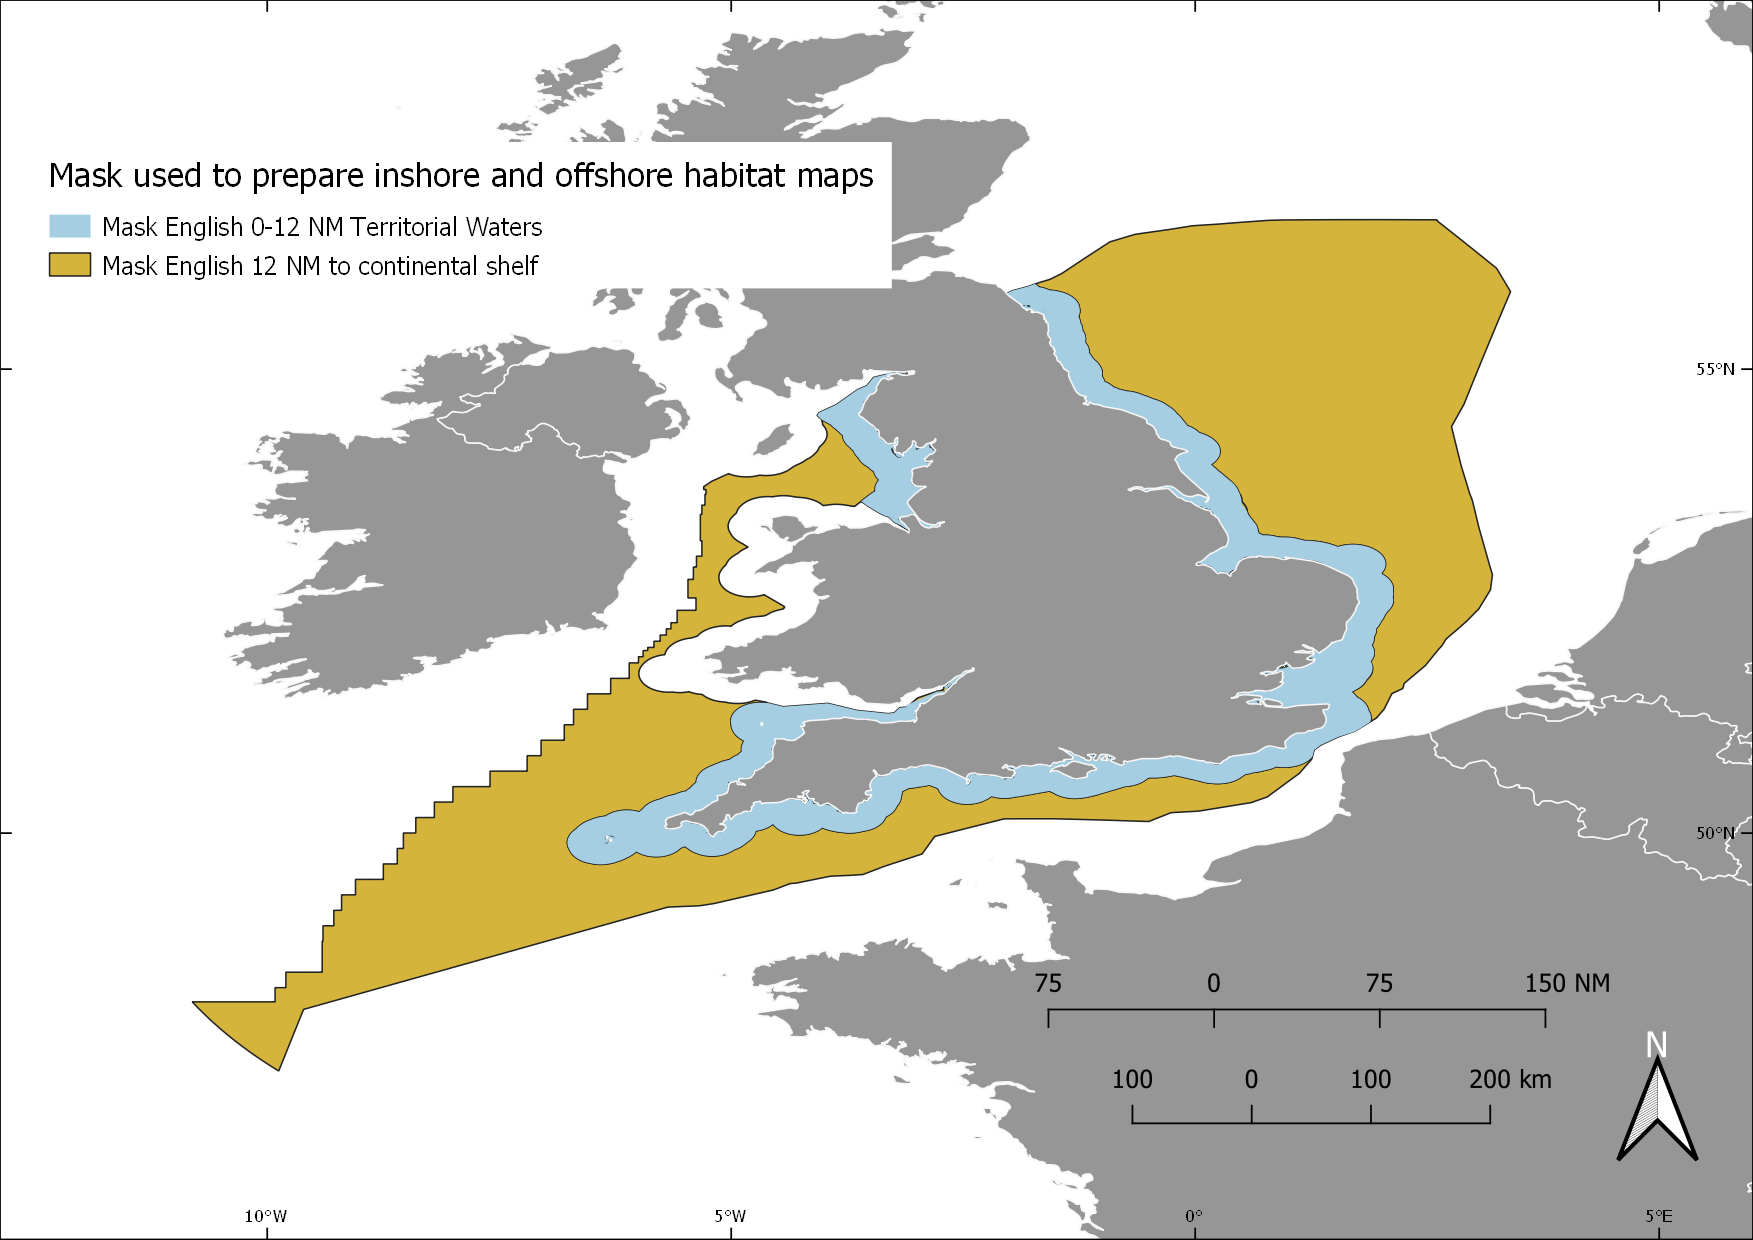 Mask used to prepare inshore and offshore habitat maps
Mask English 0-12 NM Territorial Waters
Mask English 12 NM to continental shelf
55°N
50°N
75 0 75 150 NM
N
100 0 100 200 km
10°W 5°W 0° 5°E